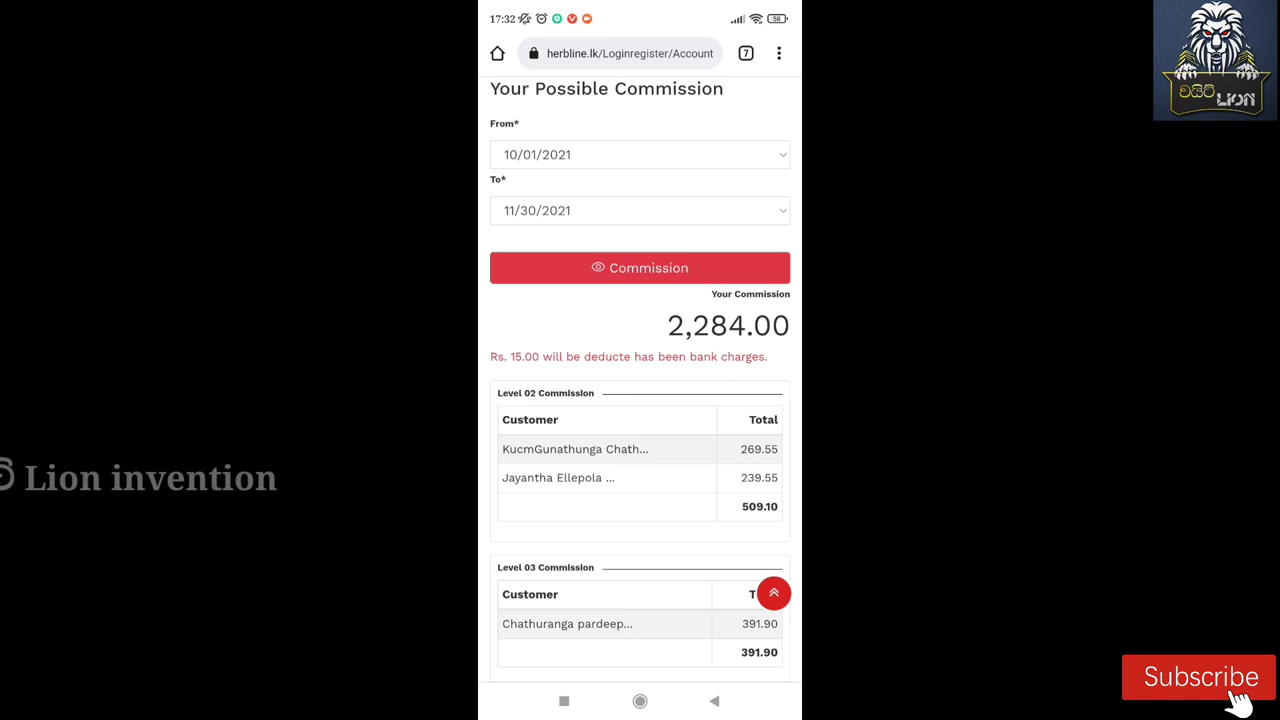 17:32
58
herbline.lk/Loginregister/Account
7
වයිට්
LION
Your Possible Commission
From*
10/01/2021
To*
11/30/2021
Commission
Your Commission
2,284.00
Rs. 15.00 will be deducte has been bank charges.
Level 02 Commission
Customer Total
KucmGunathunga Chath... 269.55
Jayantha Ellepola ... 239.55
509.10
Lion invention
Level 03 Commission
Customer T
Chathuranga pardeep... 391.90
391.90
Subscribe